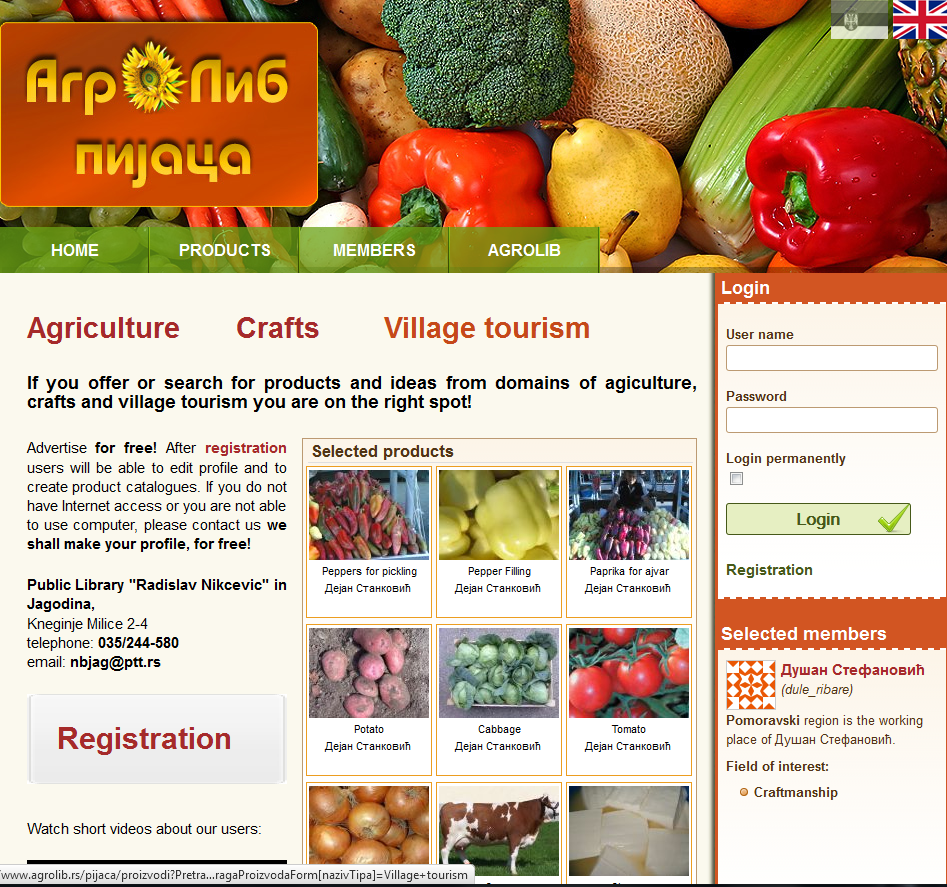 АгрОЛиб
пијаца
HOME PRODUCTS MEMBERS AGROLIB
Agriculture Crafts Village tourism
If you offer or search for products and ideas from domains of agiculture,
crafts and village tourism you are on the right spot!
Advertise for free! After registration
users will be able to edit profile and to
create product catalogues. If you do not
have Internet access or you are not able
to use computer, please contact us we
shall make your profile, for free!
Public Library "Radislav Nikcevic" in
Jagodina,
Kneginje Milice 2-4
telephone: 035/244-580
email: nbjag@ptt.rs
Registration
Watch short videos about our users:
Selected products
Peppers for pickling
Дејан Станковић
Pepper Filling
Дејан Станковић
Paprika for ajvar
Дејан Станковић
Potato
Дејан Станковић
Cabbage
Дејан Станковић
Tomato
Дејан Станковић
Login
User name
Password
Login permanently
Login
Registration
Selected members
Душан Стефановић
(dule_ribare)
Pomoravski region is the working
place of Душан Стефановић.
Field of interest:
Craftmanship
www.agrolib.rs/pijaca/proizvodi?Pretra...ragaProizvodaForm[nazivTipa]=Village+tourism